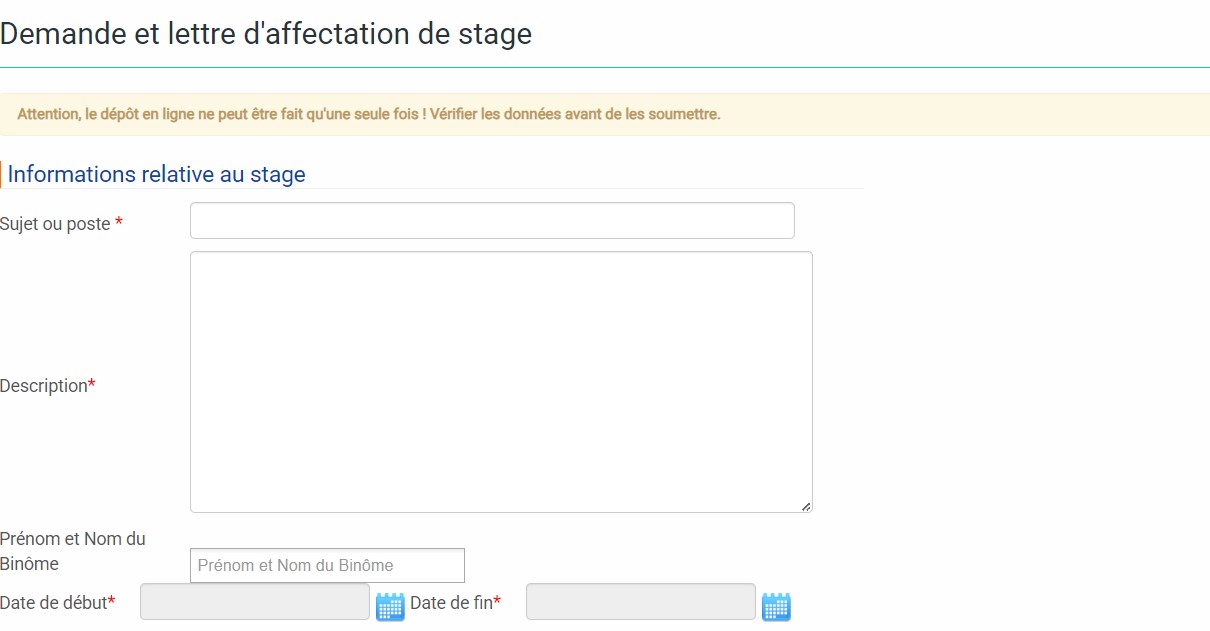 Demande et lettre d'affectation de stage
Attention, le dépôt en ligne ne peut être fait qu'une seule fois ! Vérifier les données avant de les soumettre.
Informations relative au stage
Sujet ou poste *
Description*
Prénom et Nom du
Binôme
Prénom et Nom du Binôme
Date de début* Date de fin*